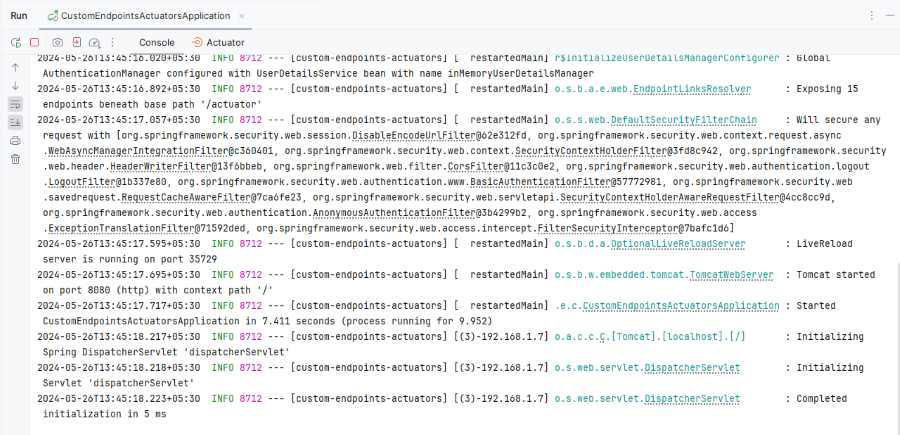 Run CustomEndpointsActuatorsApplication ×
Console Actuator
2024-05-26T13:45:16.020+05:30 INFO 8712 --- [custom-endpoints-actuators] [ restartedMain] r$InitializeUserDetailsManagerConfigurer : Global
AuthenticationManager configured with UserDetailsService bean with name inMemoryUserDetailsManager
2024-05-26T13:45:16.892+05:30 INFO 8712 --- [custom-endpoints-actuators] [ restartedMain] o.s.b.a.e.web.EndpointLinksResolver : Exposing 15
endpoints beneath base path '/actuator'
2024-05-26T13:45:17.057+05:30 INFO 8712 --- [custom-endpoints-actuators] [ restartedMain] o.s.s.web.DefaultSecurityFilterChain : Will secure any
request with [org.springframework.security.web.session.DisableEncodeUrlFilter@62e312fd, org.springframework.security.web.context.request.async
.WebAsyncManagerIntegrationFilter@c360401, org.springframework.security.web.context.SecurityContextHolderFilter@3fd8c942, org.springframework.security
.web.header.HeaderWriterFilter@13f6bbeb, org.springframework.web.filter.CorsFilter@11c3c0e2, org.springframework.security.web.authentication.logout
.LogoutFilter@1b337e80, org.springframework.security.web.authentication.www.BasicAuthenticationFilter@57772981, org.springframework.security.web
.savedrequest.RequestCacheAwareFilter@7ca6fe23, org.springframework.security.web.servletapi.SecurityContextHolderAwareRequestFilter@4cc8cc9d,
org.springframework.security.web.authentication.AnonymousAuthenticationFilter@3b4299b2, org.springframework.security.web.access
.ExceptionTranslationFilter@71592ded, org.springframework.security.web.access.intercept.FilterSecurityInterceptor@7bafc1d6]
2024-05-26T13:45:17.595+05:30 INFO 8712 --- [custom-endpoints-actuators] [ restartedMain] o.s.b.d.a.OptionalLiveReloadServer : LiveReload
server is running on port 35729
2024-05-26T13:45:17.695+05:30 INFO 8712 --- [custom-endpoints-actuators] [ restartedMain] o.s.b.w.embedded.tomcat.TomcatWebServer : Tomcat started
on port 8080 (http) with context path '/'
2024-05-26T13:45:17.717+05:30 INFO 8712 --- [custom-endpoints-actuators] [ restartedMain] .e.c.CustomEndpointsActuatorsApplication : Started
CustomEndpointsActuatorsApplication in 7.411 seconds (process running for 9.952)
2024-05-26T13:45:18.217+05:30 INFO 8712 --- [custom-endpoints-actuators] [(3)-192.168.1.7] o.a.c.c.C.[Tomcat].[localhost].[/] : Initializing
Spring DispatcherServlet 'dispatcherServlet'
2024-05-26T13:45:18.218+05:30 INFO 8712 --- [custom-endpoints-actuators] [(3)-192.168.1.7] o.s.web.servlet.DispatcherServlet : Initializing
Servlet 'dispatcherServlet'
2024-05-26T13:45:18.223+05:30 INFO 8712 --- [custom-endpoints-actuators] [(3)-192.168.1.7] o.s.web.servlet.DispatcherServlet : Completed
initialization in 5 ms